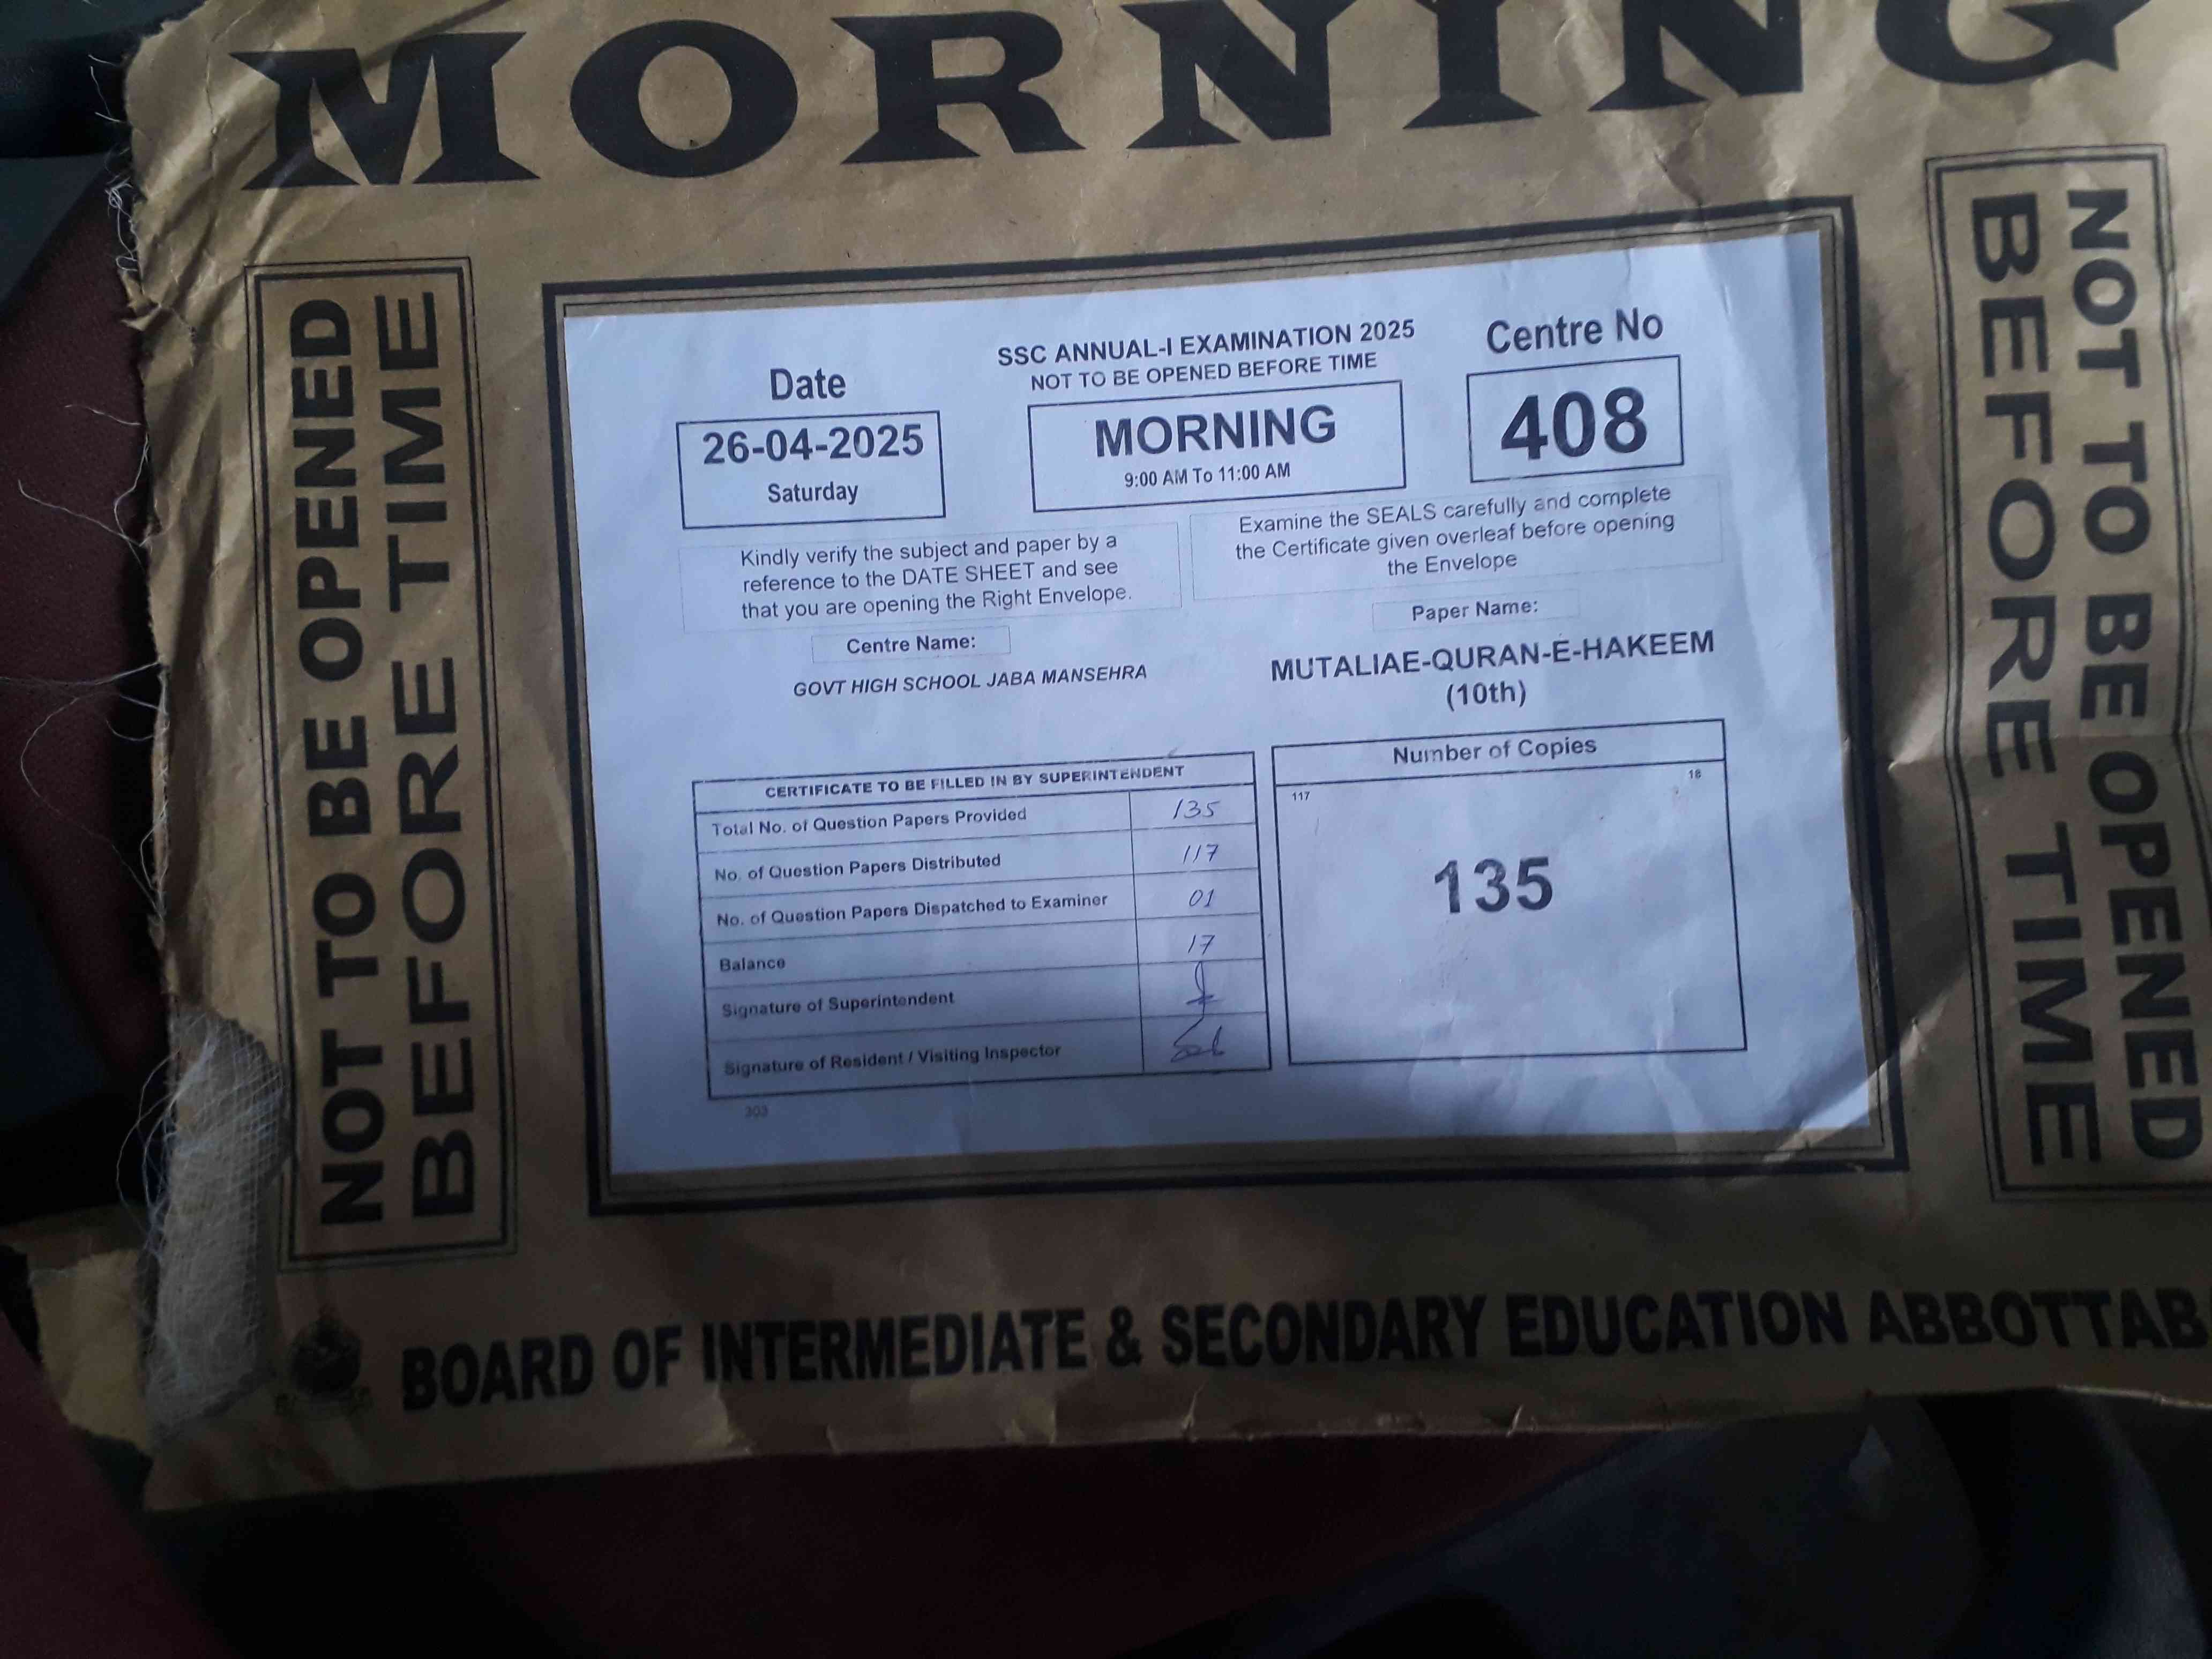 MORNING
NOT TO BE OPENED
BEFORE TIME
SSC ANNUAL-I EXAMINATION 2025
NOT TO BE OPENED BEFORE TIME
Date
26-04-2025
Saturday
MORNING
9:00 AM To 11:00 AM
Centre No
408
Kindly verify the subject and paper by a
reference to the DATE SHEET and see
that you are opening the Right Envelope.
Examine the SEALS carefully and complete
the Certificate given overleaf before opening
the Envelope
Centre Name:
GOVT HIGH SCHOOL JABA MANSEHRA
Paper Name:
MUTALIAE-QURAN-E-HAKEEM
(10th)
CERTIFICATE TO BE FILLED IN BY SUPERINTENDENT
Total No. of Question Papers Provided 135
No. of Question Papers Distributed 117
No. of Question Papers Dispatched to Examiner 01
Balance 17
Signature of Superintendent
Signature of Resident / Visiting Inspector
303
Number of Copies
117 18
135
NOT TO BE OPENED
BEFORE TIME
BOARD OF INTERMEDIATE & SECONDARY EDUCATION ABBOTTAB